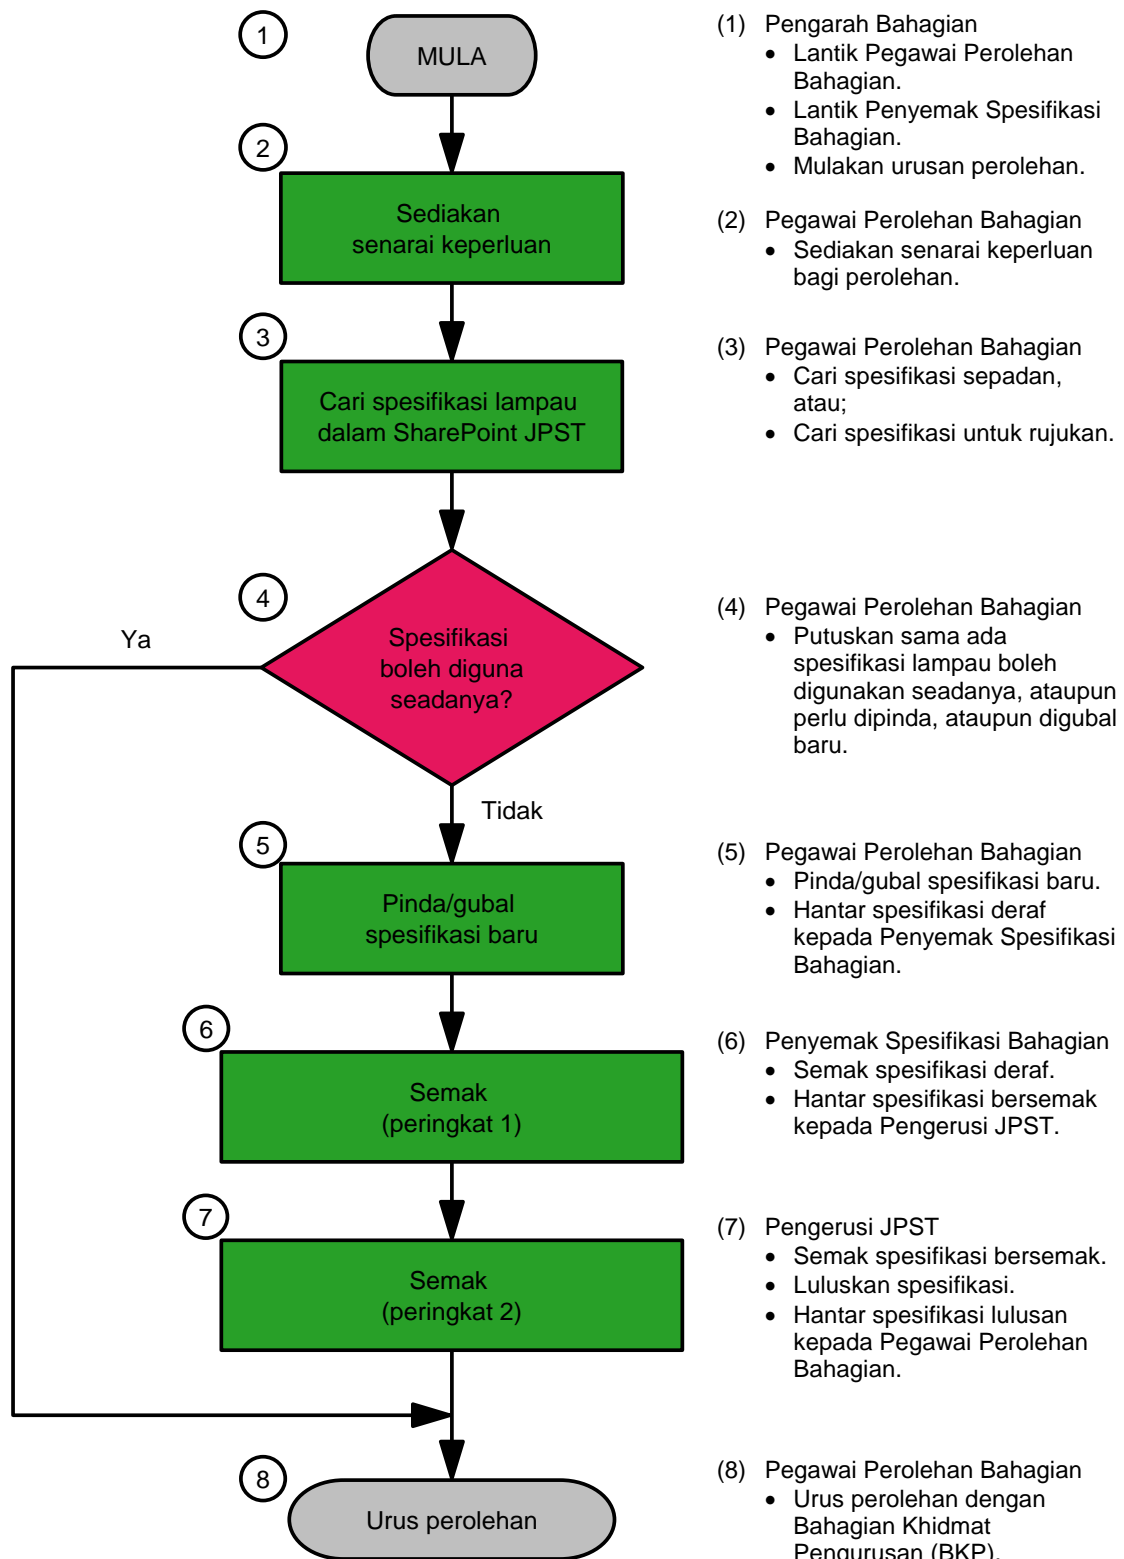 1
MULA
(1) Pengarah Bahagian
• Lantik Pegawai Perolehan
Bahagian.
• Lantik Penyemak Spesifikasi
Bahagian.
• Mulakan urusan perolehan.
2
Sediakan
senarai keperluan
(2) Pegawai Perolehan Bahagian
• Sediakan senarai keperluan
bagi perolehan.
3
Cari spesifikasi lampau
dalam SharePoint JPST
(3) Pegawai Perolehan Bahagian
• Cari spesifikasi sepadan,
atau;
• Cari spesifikasi untuk rujukan.
4
Ya
Spesifikasi
boleh diguna
seadanya?
Tidak
(4) Pegawai Perolehan Bahagian
• Putuskan sama ada
spesifikasi lampau boleh
digunakan seadanya, ataupun
perlu dipinda, ataupun digubal
baru.
5
Pinda/gubal
spesifikasi baru
(5) Pegawai Perolehan Bahagian
• Pinda/gubal spesifikasi baru.
• Hantar spesifikasi deraf
kepada Penyemak Spesifikasi
Bahagian.
6
Semak
(peringkat 1)
(6) Penyemak Spesifikasi Bahagian
• Semak spesifikasi deraf.
• Hantar spesifikasi bersemak
kepada Pengerusi JPST.
7
Semak
(peringkat 2)
(7) Pengerusi JPST
• Semak spesifikasi bersemak.
• Luluskan spesifikasi.
• Hantar spesifikasi lulusan
kepada Pegawai Perolehan
Bahagian.
8
Urus perolehan
(8) Pegawai Perolehan Bahagian
• Urus perolehan dengan
Bahagian Khidmat
Pengurusan (BKP).